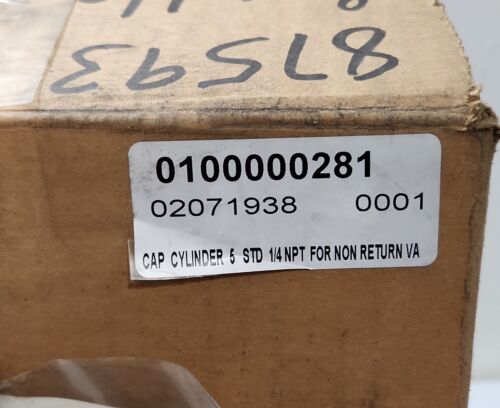 87593
0100000281
02071938 0001
CAP CYLINDER 5 STD 1/4 NPT FOR NON RETURN VA